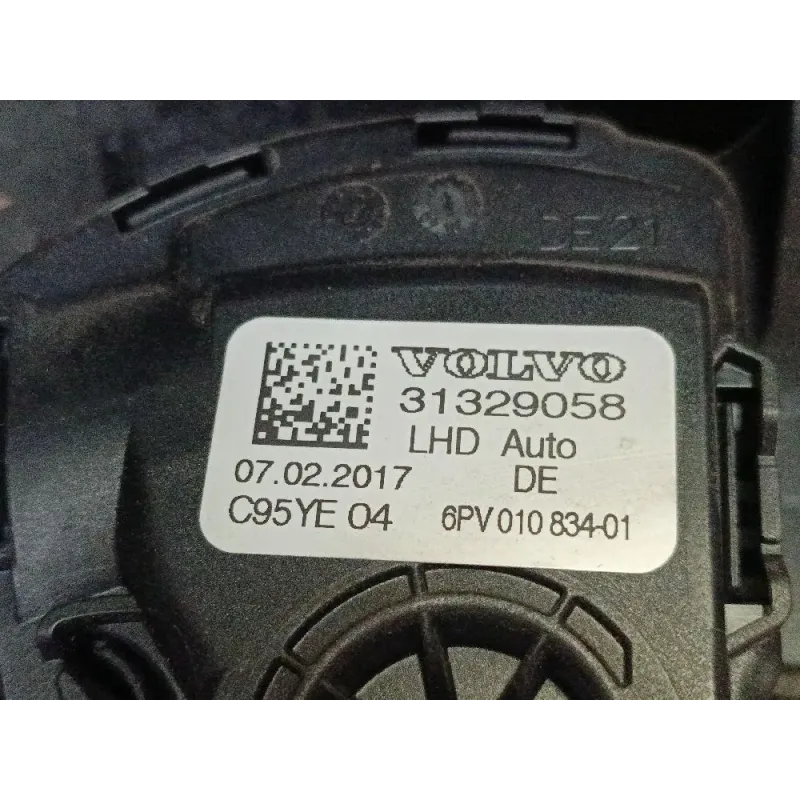 DE21
VOLVO
31329058
LHD Auto
07.02.2017 DE
C95YE 04 6PV 010 834-01